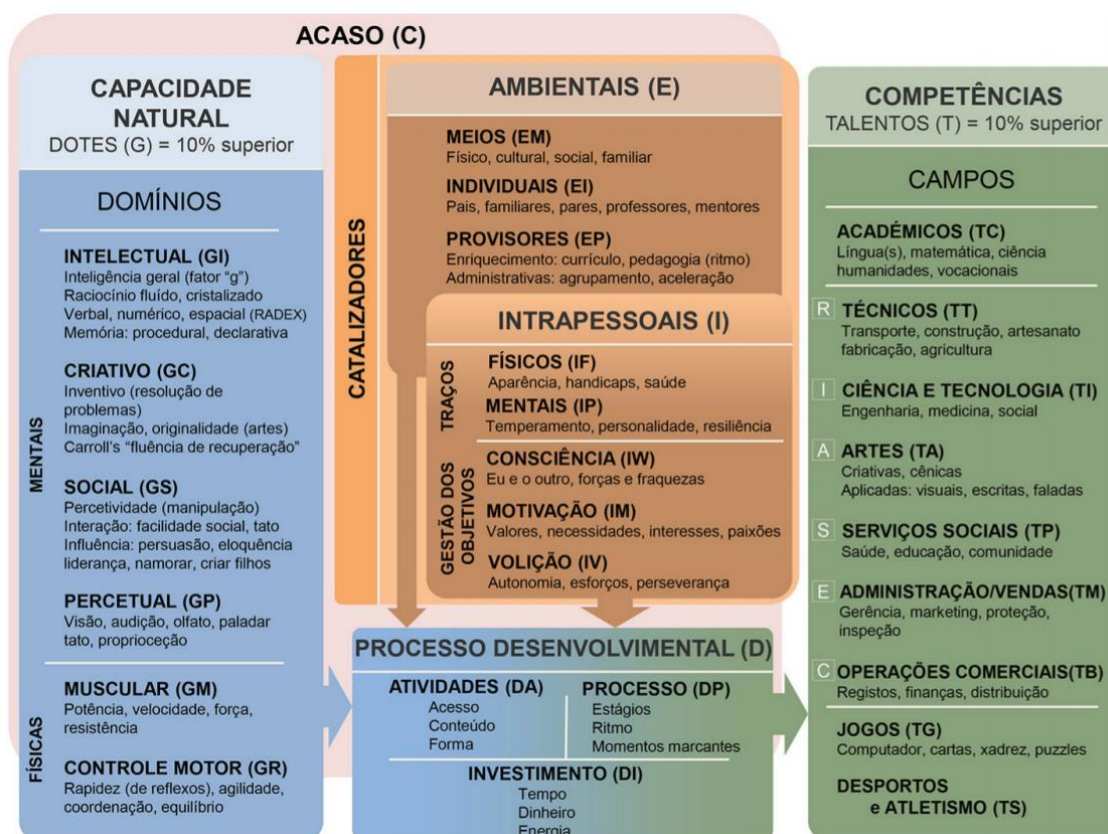 ACASO (C)
CAPACIDADE
NATURAL
DOTES (G) = 10% superior
DOMÍNIOS
MENTAIS
INTELECTUAL (GI)
Inteligência geral (fator “g”)
Raciocínio fluído, cristalizado
Verbal, numérico, espacial (RADEX)
Memória: procedural, declarativa
CRIATIVO (GC)
Inventivo (resolução de
problemas)
Imaginação, originalidade (artes)
Carroll’s “fluência de recuperação”
SOCIAL (GS)
Percetividade (manipulação)
Interação: facilidade social, tato
Influência: persuasão, eloquência
liderança, namorar, criar filhos
PERCETUAL (GP)
Visão, audição, olfato, paladar
tato, proprioceção
FÍSICAS
MUSCULAR (GM)
Potência, velocidade, força,
resistência
CONTROLE MOTOR (GR)
Rapidez (de reflexos), agilidade,
coordenação, equilíbrio
CATALIZADORES
AMBIENTAIS (E)
MEIOS (EM)
Físico, cultural, social, familiar
INDIVIDUAIS (EI)
Pais, familiares, pares, professores, mentores
PROVISORES (EP)
Enriquecimento: currículo, pedagogia (ritmo)
Administrativas: agrupamento, aceleração
INTRAPESSOAIS (I)
TRAÇOS
FÍSICOS (IF)
Aparência, handicaps, saúde
MENTAIS (IP)
Temperamento, personalidade, resiliência
GESTÃO DOS
OBJETIVOS
CONSCIÊNCIA (IW)
Eu e o outro, forças e fraquezas
MOTIVAÇÃO (IM)
Valores, necessidades, interesses, paixões
VOLIÇÃO (IV)
Autonomia, esforços, perseverança
PROCESSO DESENVOLVIMENTAL (D)
ATIVIDADES (DA)
Acesso
Conteúdo
Forma
PROCESSO (DP)
Estágios
Ritmo
Momentos marcantes
INVESTIMENTO (DI)
Tempo
Dinheiro
Energia
COMPETÊNCIAS
TALENTOS (T) = 10% superior
CAMPOS
ACADÉMICOS (TC)
Língua(s), matemática, ciência
humanidades, vocacionais
R TÉCNICOS (TT)
Transporte, construção, artesanato
fabricação, agricultura
I CIÊNCIA E TECNOLOGIA (TI)
Engenharia, medicina, social
A ARTES (TA)
Criativas, cênicas
Aplicadas: visuais, escritas, faladas
S SERVIÇOS SOCIAIS (TP)
Saúde, educação, comunidade
E ADMINISTRAÇÃO/VENDAS(TM)
Gerência, marketing, proteção,
inspeção
C OPERAÇÕES COMERCIAIS(TB)
Registos, finanças, distribuição
JOGOS (TG)
Computador, cartas, xadrez, puzzles
DESPORTOS
e ATLETISMO (TS)